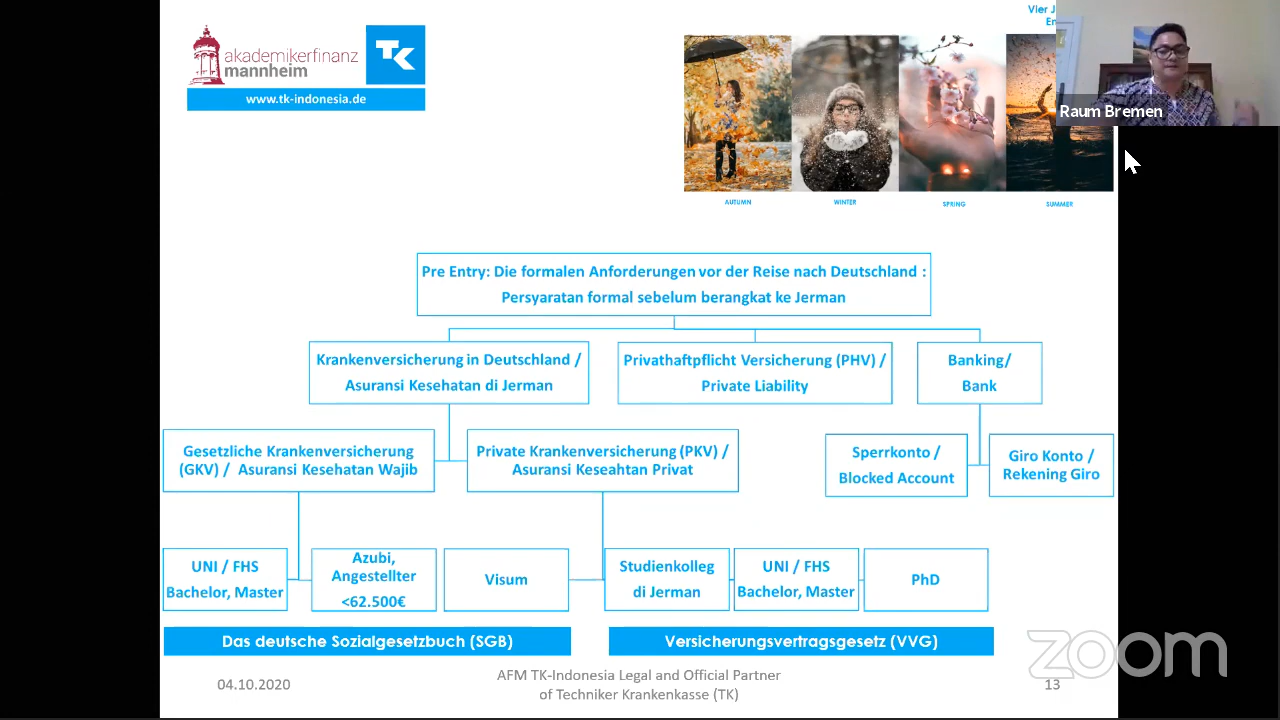 akademikerfinanz
mannheim
TK
www.tk-indonesia.de
Vier J
En
Raum Bremen
AUTUMN
WINTER
SPRING
SUMMER
Pre Entry: Die formalen Anforderungen vor der Reise nach Deutschland :
Persyaratan formal sebelum berangkat ke Jerman
Krankenversicherung in Deutschland /
Asuransi Kesehatan di Jerman
Privathaftpflicht Versicherung (PHV) /
Private Liability
Banking/
Bank
Gesetzliche Krankenversicherung
(GKV) / Asuransi Kesehatan Wajib
Private Krankenversicherung (PKV) /
Asuransi Keseahtan Privat
Sperrkonto /
Blocked Account
Giro Konto /
Rekening Giro
UNI / FHS
Bachelor, Master
Azubi,
Angestellter
<62.500€
Visum
Studienkolleg
di Jerman
UNI / FHS
Bachelor, Master
PhD
Das deutsche Sozialgesetzbuch (SGB)
Versicherungsvertragsgesetz (VVG)
04.10.2020
AFM TK-Indonesia Legal and Official Partner
of Techniker Krankenkasse (TK)
13
zoom